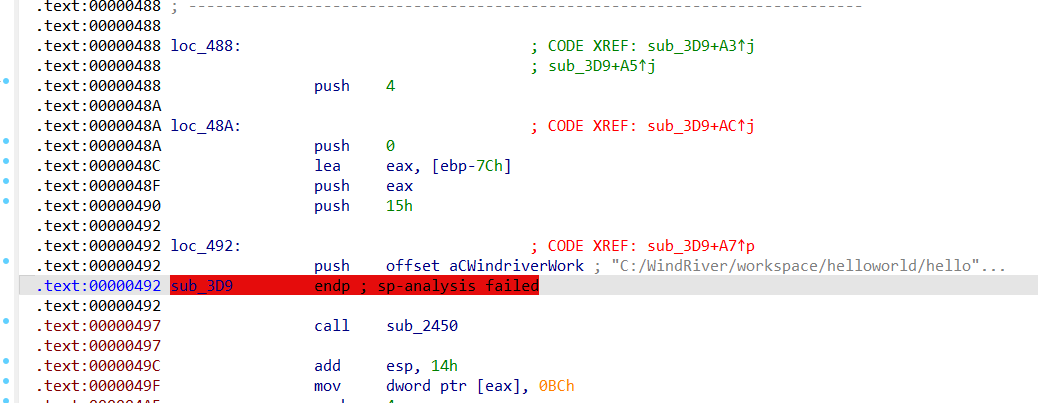 .text:00000488 ; ---------------------------------------------------------------------------
.text:00000488
.text:00000488 loc_488: ; CODE XREF: sub_3D9+A3↑j
.text:00000488 ; sub_3D9+A5↑j
.text:00000488 push 4
.text:0000048A
.text:0000048A loc_48A: ; CODE XREF: sub_3D9+AC↑j
.text:0000048A push 0
.text:0000048C lea eax, [ebp-7Ch]
.text:0000048F push eax
.text:00000490 push 15h
.text:00000492
.text:00000492 loc_492: ; CODE XREF: sub_3D9+A7↑p
.text:00000492 push offset aCWindriverWork ; "C:/WindRiver/workspace/helloworld/hello"...
.text:00000492 sub_3D9 endp ; sp-analysis failed
.text:00000492
.text:00000497 call sub_2450
.text:00000497
.text:0000049C add esp, 14h
.text:0000049F mov dword ptr [eax], 0BCh